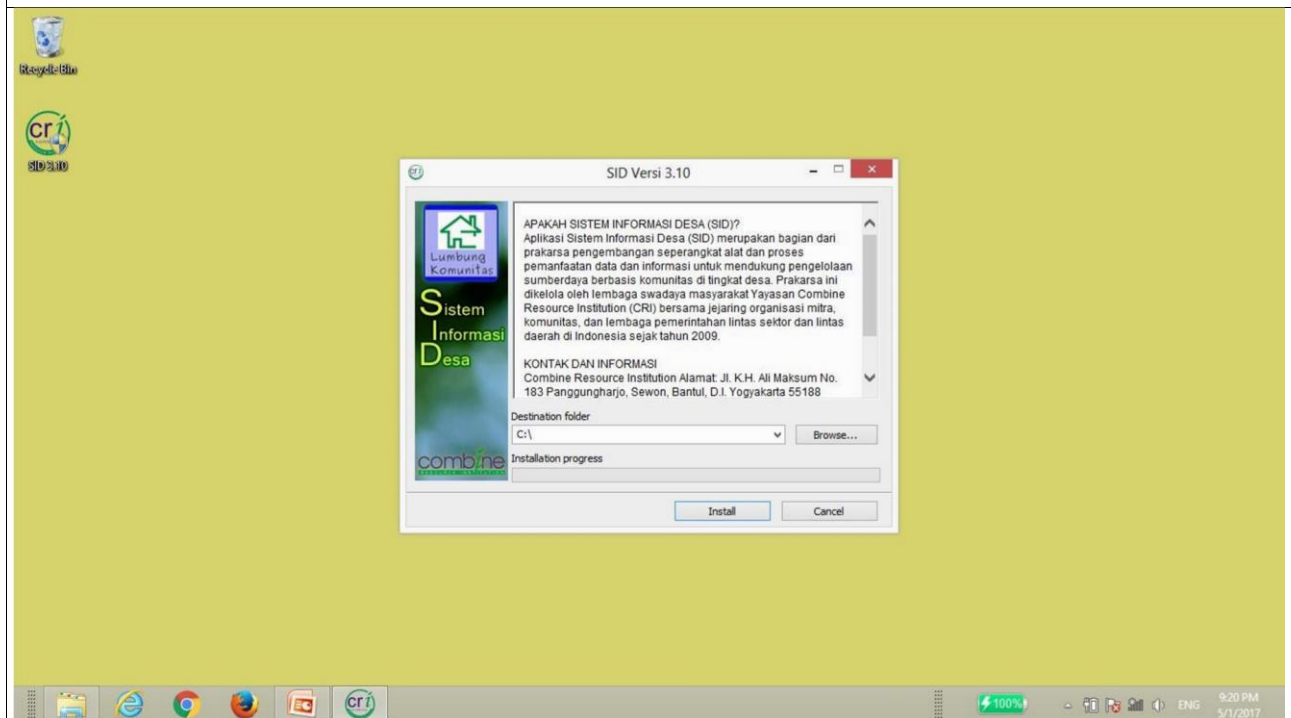 Recycle Bin
cri
SID 3.10
cri
SID Versi 3.10
Lumbung
Komunitas
Sistem
Informasi
Desa
combine
RESOURCE INSTITUTION
APAKAH SISTEM INFORMASI DESA (SID)?
Aplikasi Sistem Informasi Desa (SID) merupakan bagian dari
prakarsa pengembangan seperangkat alat dan proses
pemanfaatan data dan informasi untuk mendukung pengelolaan
sumberdaya berbasis komunitas di tingkat desa. Prakarsa ini
dikelola oleh lembaga swadaya masyarakat Yayasan Combine
Resource Institution (CRI) bersama jejaring organisasi mitra,
komunitas, dan lembaga pemerintahan lintas sektor dan lintas
daerah di Indonesia sejak tahun 2009.
KONTAK DAN INFORMASI
Combine Resource Institution Alamat: Jl. K.H. Ali Maksum No.
183 Panggungharjo, Sewon, Bantul, D.I. Yogyakarta 55188
Destination folder
C:\
Browse...
Installation progress
Install
Cancel
cri
100%
ENG
9:20 PM
5/1/2017